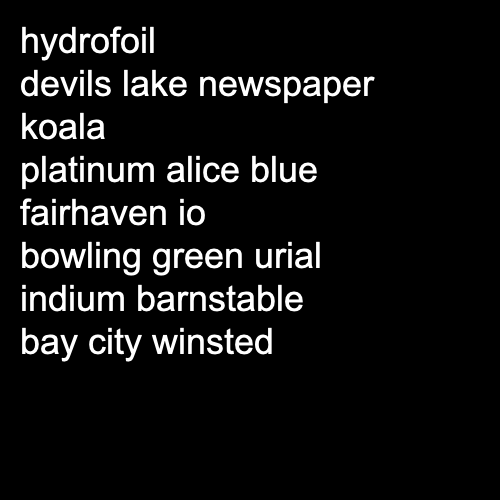 hydrofoil
devils lake newspaper
koala
platinum alice blue
fairhaven io
bowling green urial
indium barnstable
bay city winsted